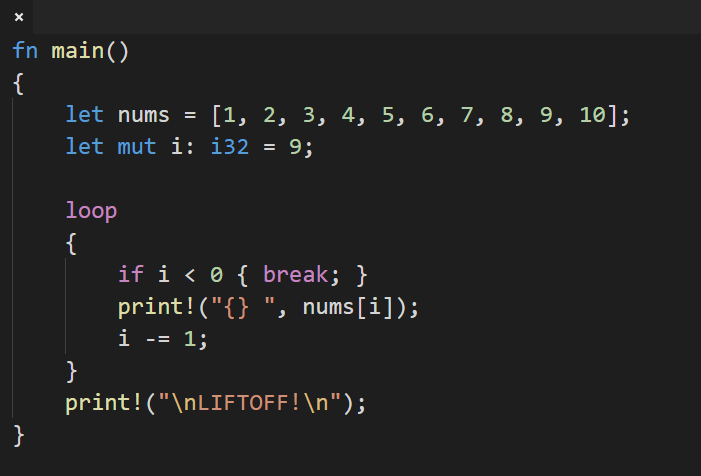 fn main()
{
    let nums = [1, 2, 3, 4, 5, 6, 7, 8, 9, 10];
    let mut i: i32 = 9;

    loop
    {
        if i < 0 { break; }
        print!("{} ", nums[i]);
        i -= 1;
    }
    print!("\nLIFTOFF!\n");
}